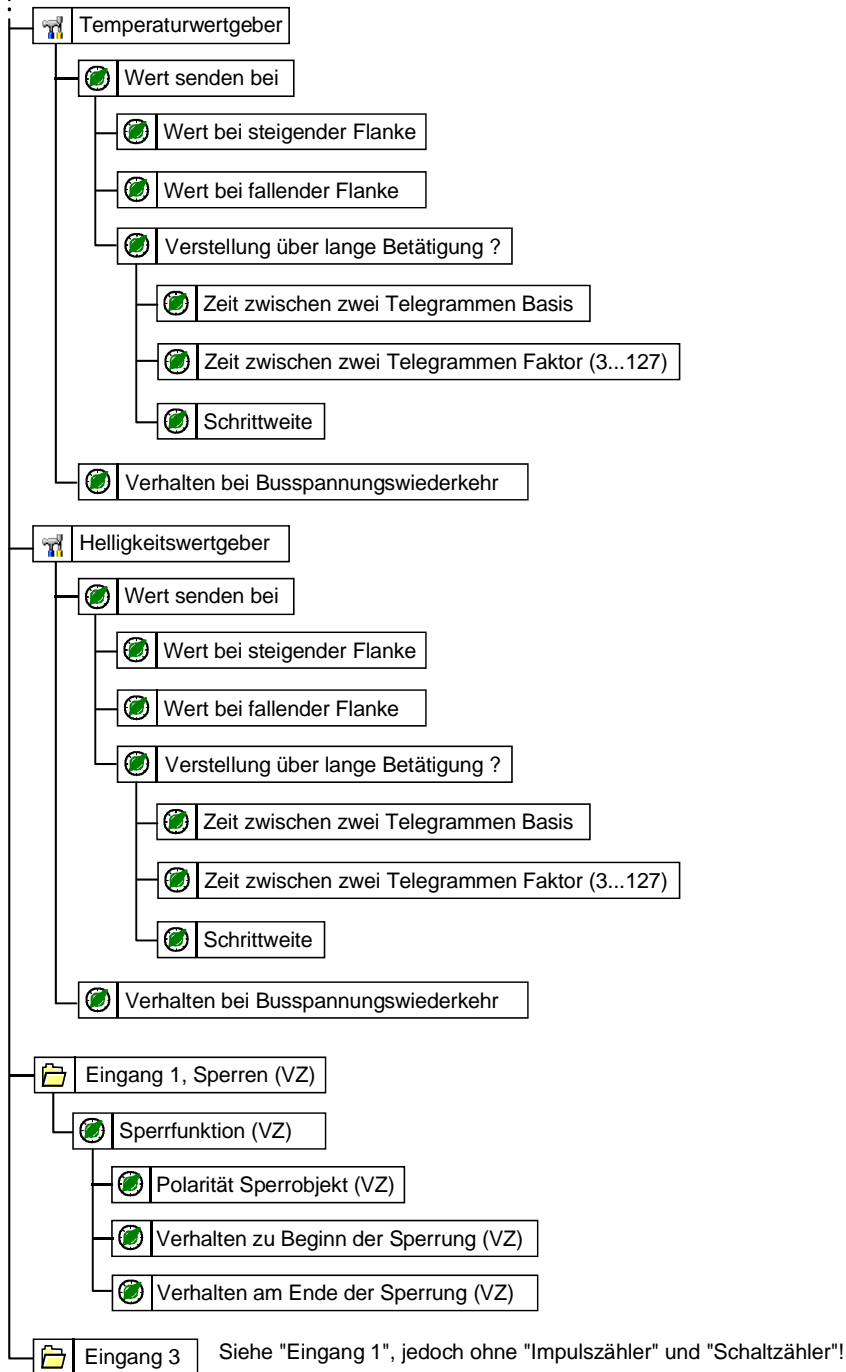 Temperaturwertgeber
Wert senden bei
Wert bei steigender Flanke
Wert bei fallender Flanke
Verstellung über lange Betätigung ?
Zeit zwischen zwei Telegrammen Basis
Zeit zwischen zwei Telegrammen Faktor (3...127)
Schrittweite
Verhalten bei Busspannungswiederkehr
Helligkeitswertgeber
Wert senden bei
Wert bei steigender Flanke
Wert bei fallender Flanke
Verstellung über lange Betätigung ?
Zeit zwischen zwei Telegrammen Basis
Zeit zwischen zwei Telegrammen Faktor (3...127)
Schrittweite
Verhalten bei Busspannungswiederkehr
Eingang 1, Sperren (VZ)
Sperrfunktion (VZ)
Polarität Sperrobjekt (VZ)
Verhalten zu Beginn der Sperrung (VZ)
Verhalten am Ende der Sperrung (VZ)
Eingang 3 Siehe "Eingang 1", jedoch ohne "Impulszähler" und "Schaltzähler"!